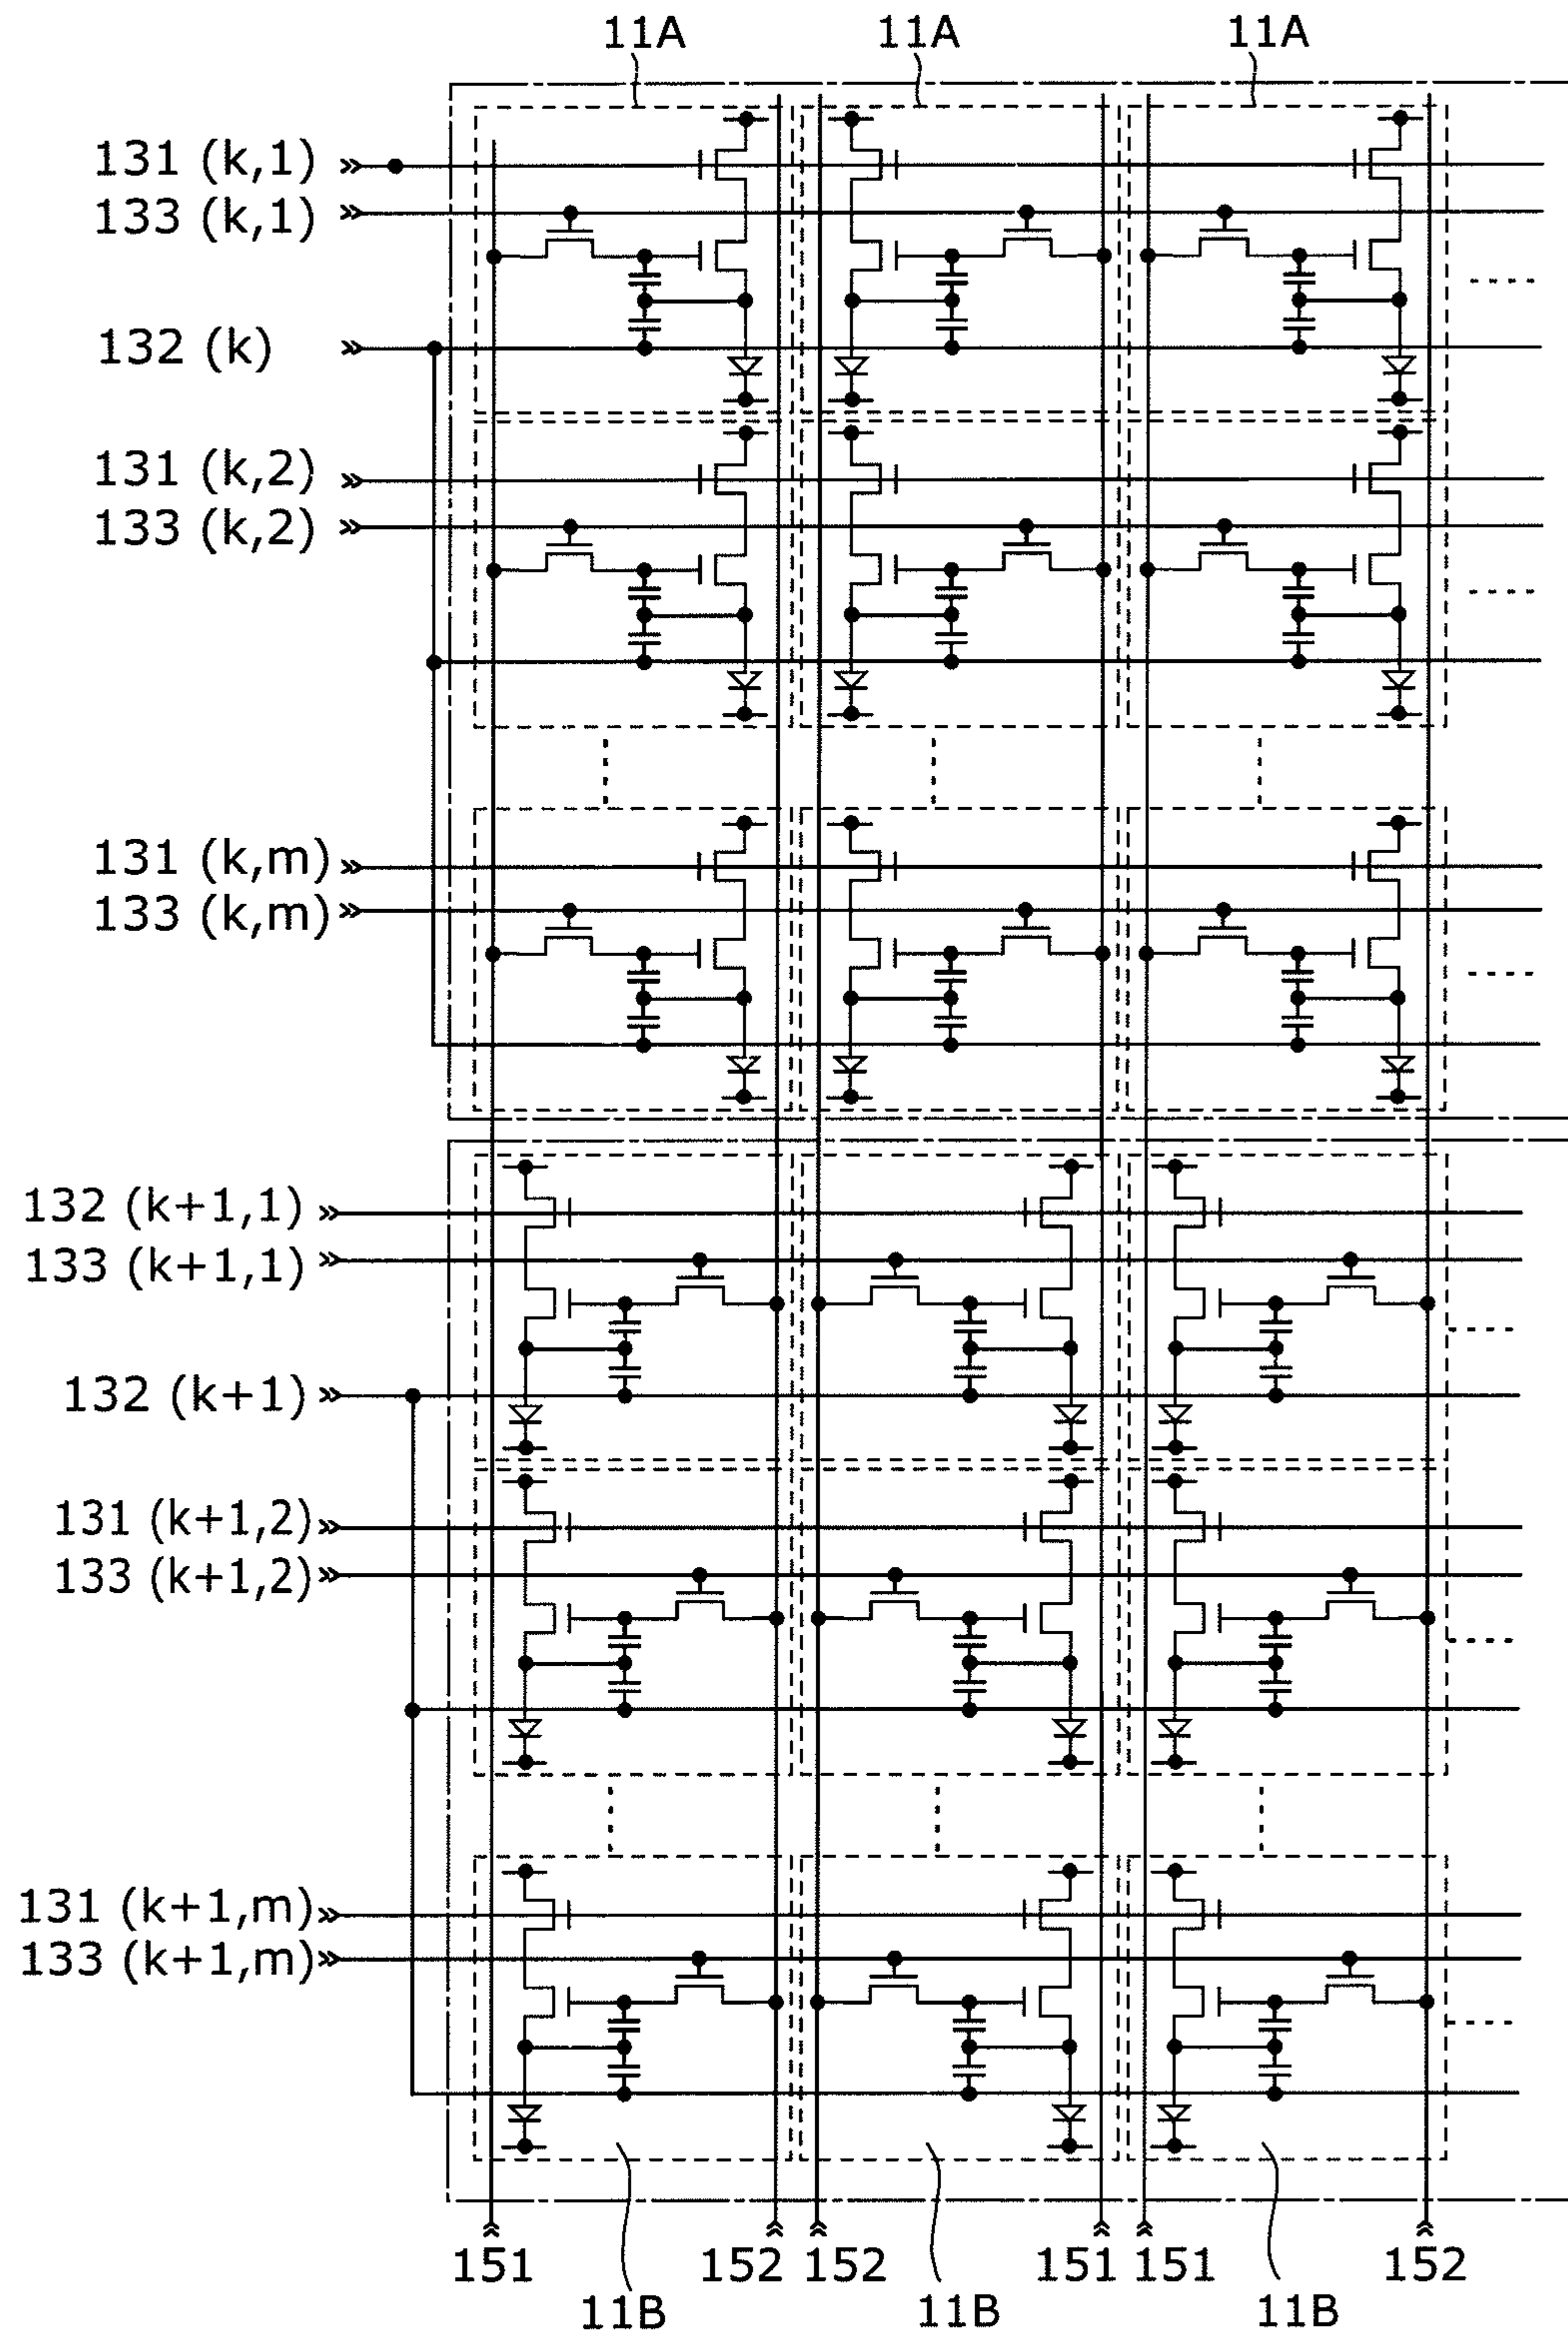 11A 11A 11A
131 (k,1)
133 (k,1)
132 (k)
131 (k,2)
133 (k,2)
131 (k,m)
133 (k,m)
132 (k+1,1)
133 (k+1,1)
132 (k+1)
131 (k+1,2)
133 (k+1,2)
131 (k+1,m)
133 (k+1,m)
151 152 152 151 151 152
11B 11B 11B